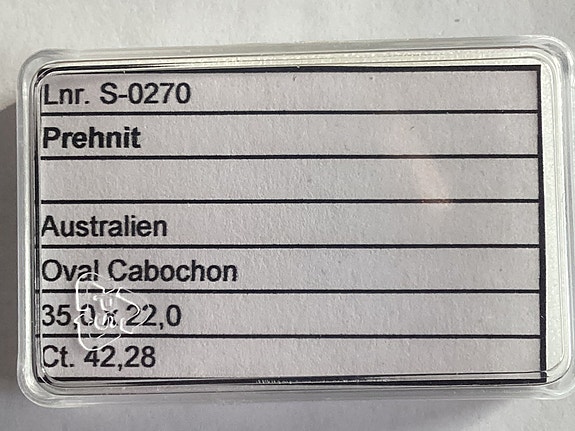 Lnr. S-0270
Prehnit
Australien
Oval Cabochon
35,0 x 22,0
Ct. 42,28